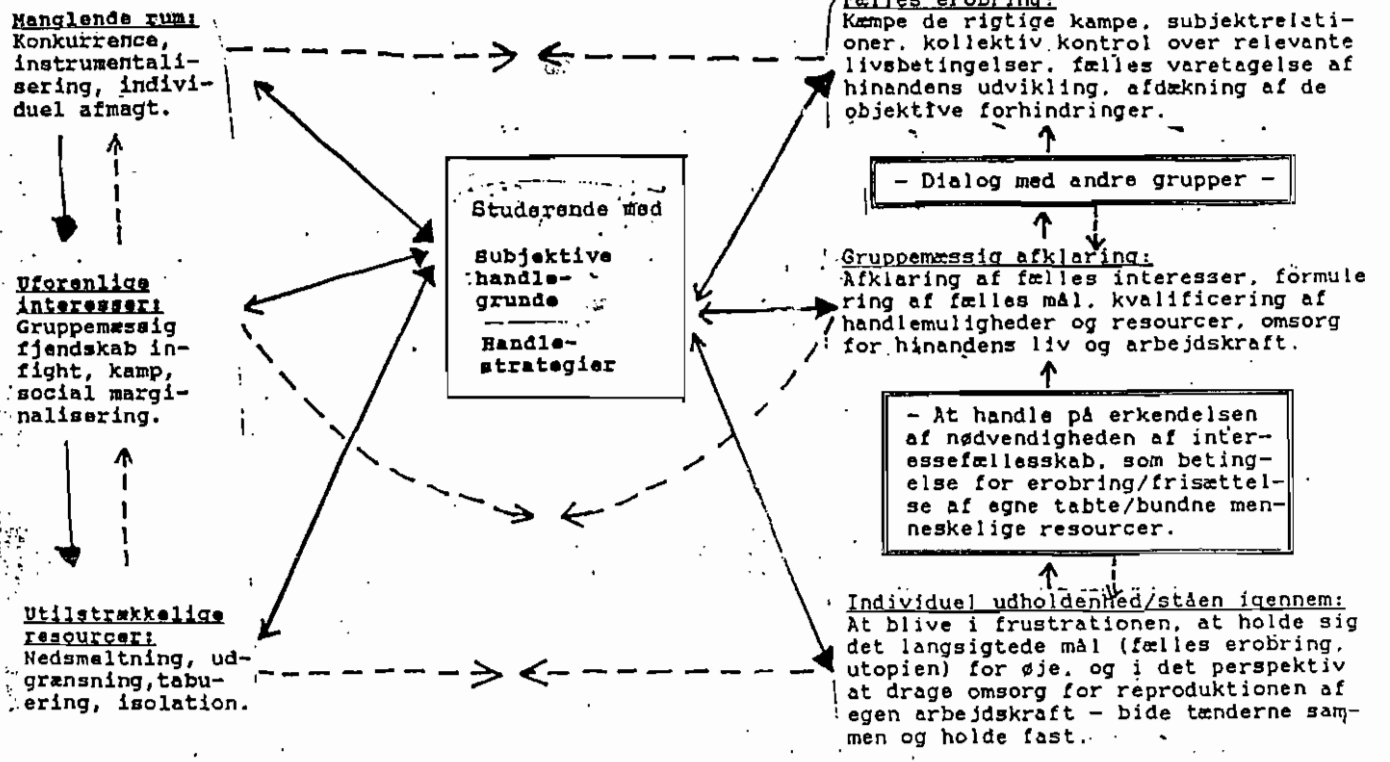 Manglende rum:
Konkurrence,
instrumentali-
sering, indivi-
duel afmagt.
Uforenlige
interesser:
Gruppemæssig
fjendskab in-
fight, kamp,
social margi-
nalisering.
Utilstrækkelige
resourcer:
Nedsmeltning, ud-
grænsning,tabu-
ering, isolation.
Studerende med
Subjektive
handle-
grunde
Handle-
strategier
Fælles erobring:
Kæmpe de rigtige kampe, subjektrelati-
oner, kollektiv kontrol over relevante
livsbetingelser, fælles varetagelse af
hinandens udvikling, afdækning af de
objektive forhindringer.
- Dialog med andre grupper -
Gruppemæssig afklaring:
Afklaring af fælles interesser, formule
ring af fælles mål, kvalificering af
handlemuligheder og resourcer, omsorg
for hinandens liv og arbejdskraft.
- At handle på erkendelsen
af nødvendigheden af inter-
essefællesskab, som beting-
else for erobring/frisættel-
se af egne tabte/bundne men-
neskelige resourcer.
Individuel udholdenhed/ståen igennem:
At blive i frustrationen, at holde sig
det langsigtede mål (fælles erobring,
utopien) for øje, og i det perspektiv
at drage omsorg for reproduktionen af
egen arbejdskraft - bide tænderne sam-
men og holde fast.